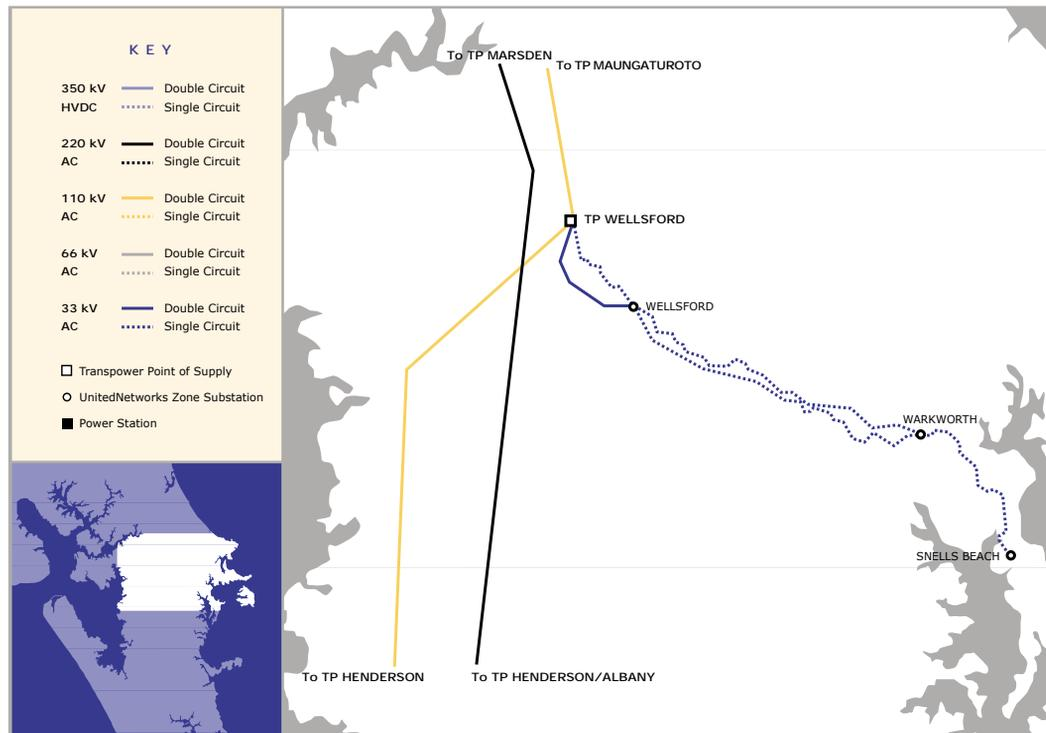 KEY
350 kV Double Circuit
HVDC Single Circuit
220 kV Double Circuit
AC Single Circuit
110 kV Double Circuit
AC Single Circuit
66 kV Double Circuit
AC Single Circuit
33 kV Double Circuit
AC Single Circuit
Transpower Point of Supply
UnitedNetworks Zone Substation
Power Station
To TP MARSDEN
To TP MAUNGATUROTO
TP WELLSFORD
WELLSFORD
WARKWORTH
SNELLS BEACH
To TP HENDERSON
To TP HENDERSON/ALBANY